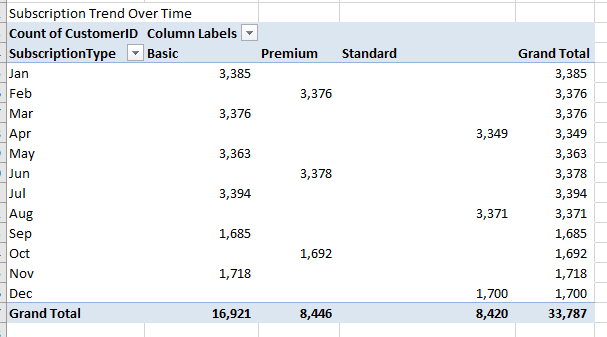 Subscription Trend Over Time
Count of CustomerID Column Labels
SubscriptionType Basic Premium Standard Grand Total
Jan 3,385 3,385
Feb 3,376 3,376
Mar 3,376 3,376
Apr 3,349 3,349
May 3,363 3,363
Jun 3,378 3,378
Jul 3,394 3,394
Aug 3,371 3,371
Sep 1,685 1,685
Oct 1,692 1,692
Nov 1,718 1,718
Dec 1,700 1,700
Grand Total 16,921 8,446 8,420 33,787